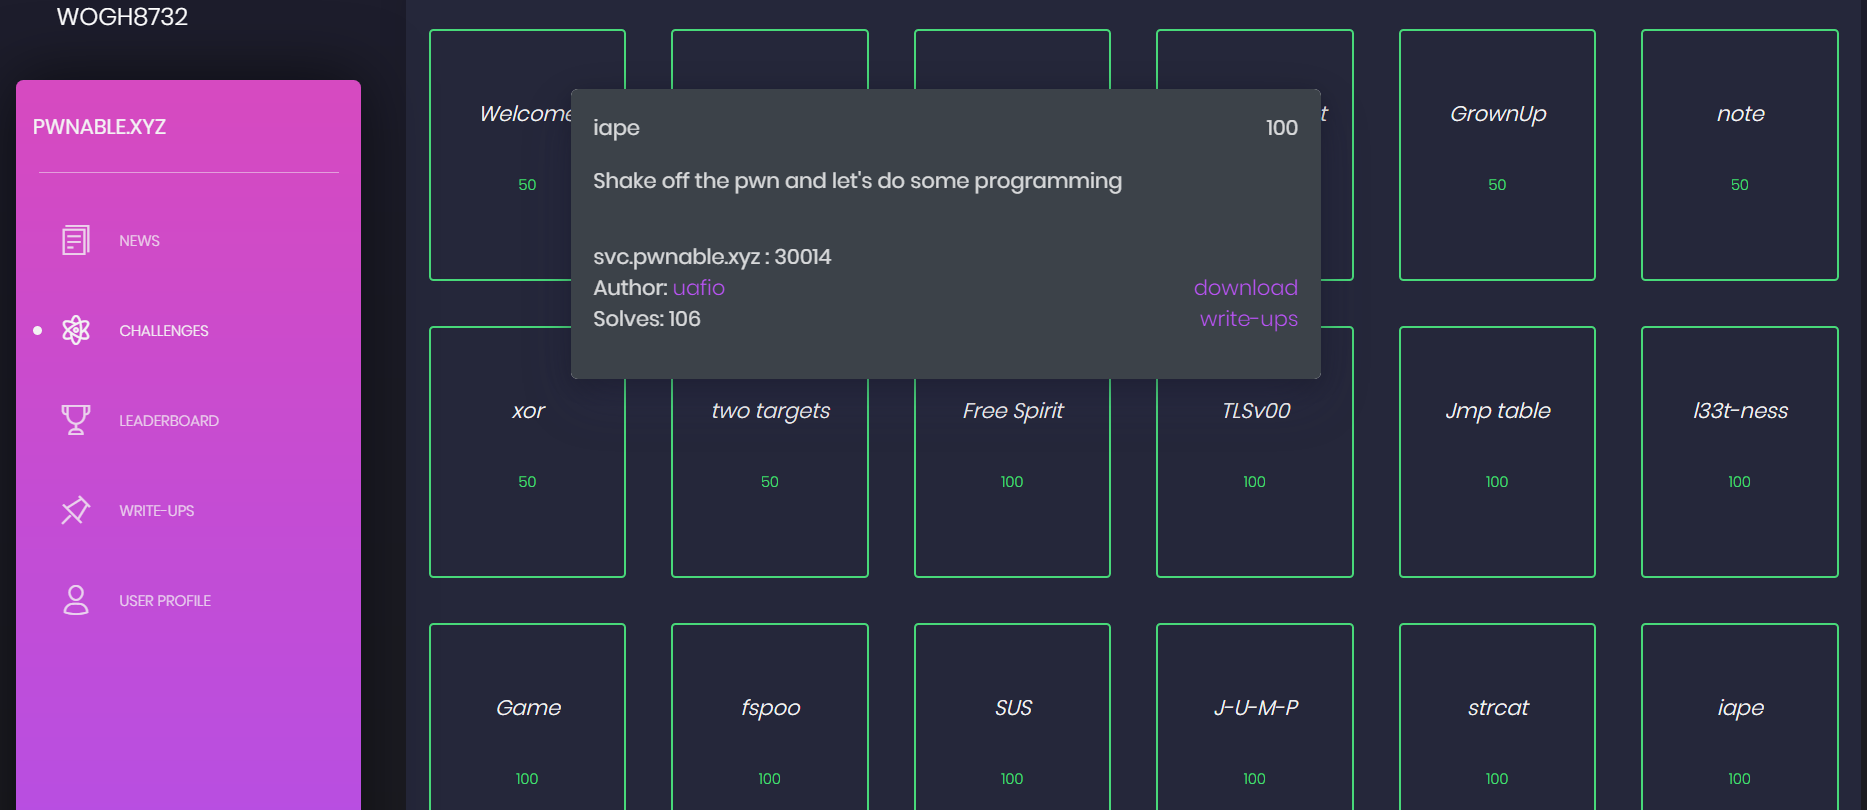 WOGH8732
PWNABLE.XYZ
NEWS
CHALLENGES
LEADERBOARD
WRITE-UPS
USER PROFILE
iape 100
Shake off the pwn and let's do some programming
svc.pwnable.xyz : 30014
Author: uafio download
Solves: 106 write-ups
Welcome t GrownUp note
50 50 50
xor two targets Free Spirit TLSv00 Jmp table l33t-ness
50 50 100 100 100 100
Game fspoo SUS J-U-M-P strcat iape
100 100 100 100 100 100